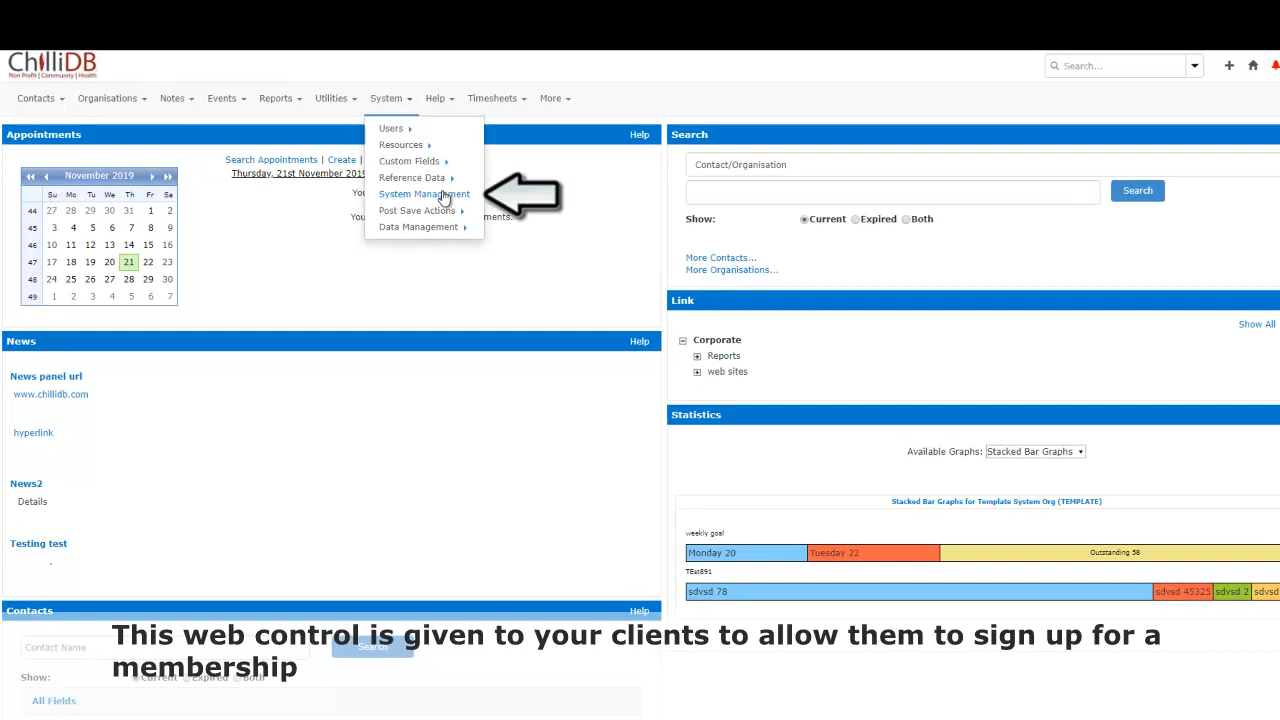 ChilliDB
Non Profit | Community | Health
Search...
Contacts Organisations Notes Events Reports Utilities System Help Timesheets More
Users
Resources
Custom Fields
Reference Data
System Management
Post Save Actions
Data Management
Appointments Help
Search Appointments | Create |
Thursday, 21st November 2019
You
You
ments.
November 2019
Su Mo Tu We Th Fr Sa
44 27 28 29 30 31 1 2
45 3 4 5 6 7 8 9
46 10 11 12 13 14 15 16
47 17 18 19 20 21 22 23
48 24 25 26 27 28 29 30
49 1 2 3 4 5 6 7
News Help
News panel url
www.chillidb.com
hyperlink
News2
Details
Testing test
.
Contacts Help
Contact Name Search
Show: Current Expired Both
All Fields
Search
Contact/Organisation
Search
Show: Current Expired Both
More Contacts...
More Organisations...
Link
Show All
Corporate
Reports
web sites
Statistics
Available Graphs: Stacked Bar Graphs
Stacked Bar Graphs for Template System Org (TEMPLATE)
weekly goal
Monday 20 Tuesday 22 Outstanding 58
TEst891
sdvsd 78 sdvsd 45325 sdvsd 2 sdvso
This web control is given to your clients to allow them to sign up for a
membership